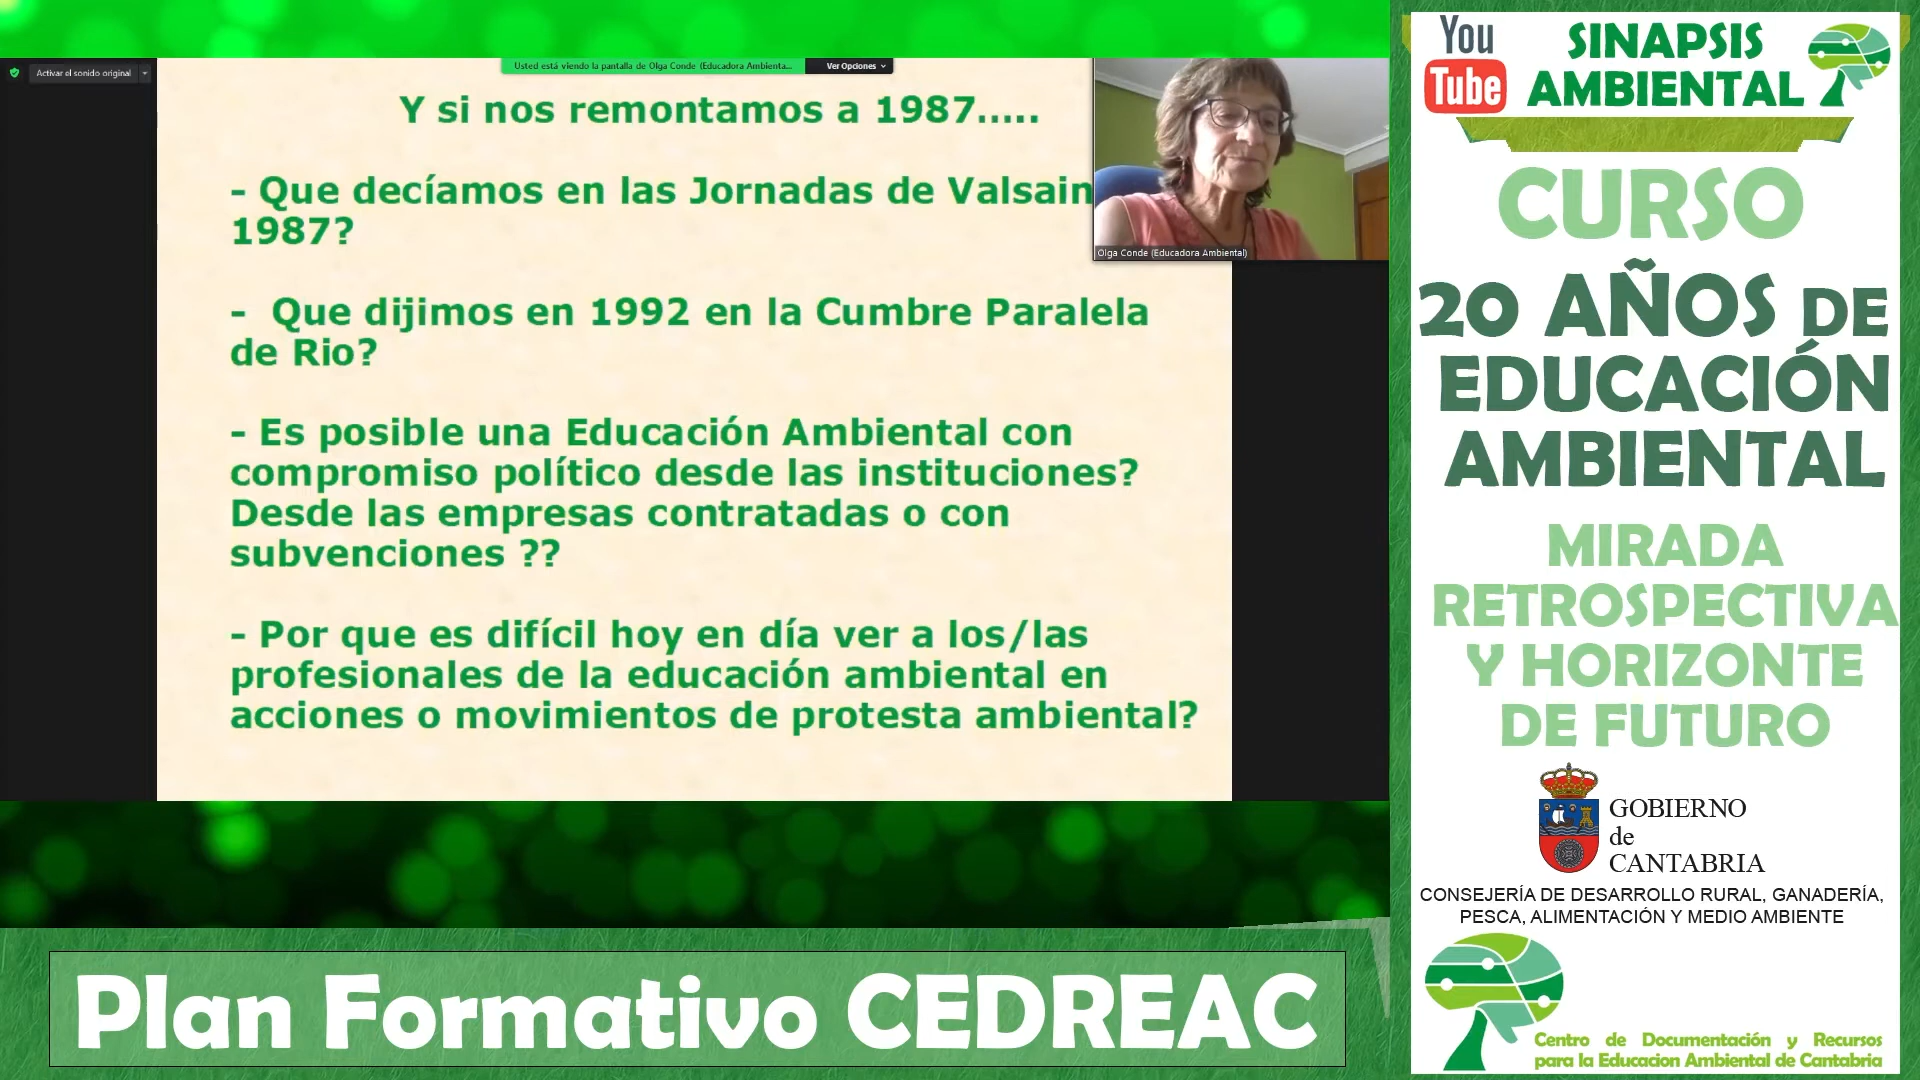 Activar el sonido original
Usted está viendo la pantalla de Olga Conde (Educadora Ambienta...
Ver Opciones
Y si nos remontamos a 1987.....
- Que decíamos en las Jornadas de Valsain
1987?
- Que dijimos en 1992 en la Cumbre Paralela
de Rio?
- Es posible una Educación Ambiental con
compromiso político desde las instituciones?
Desde las empresas contratadas o con
subvenciones ??
- Por que es difícil hoy en día ver a los/las
profesionales de la educación ambiental en
acciones o movimientos de protesta ambiental?
Olga Conde (Educadora Ambiental)
Plan Formativo CEDREAC
You
Tube
SINAPSIS
AMBIENTAL
CURSO
20 AÑOS DE
EDUCACIÓN
AMBIENTAL
MIRADA
RETROSPECTIVA
Y HORIZONTE
DE FUTURO
GOBIERNO
de
CANTABRIA
CONSEJERÍA DE DESARROLLO RURAL, GANADERÍA,
PESCA, ALIMENTACIÓN Y MEDIO AMBIENTE
Centro de Documentación y Recursos
para la Educacion Ambiental de Cantabria